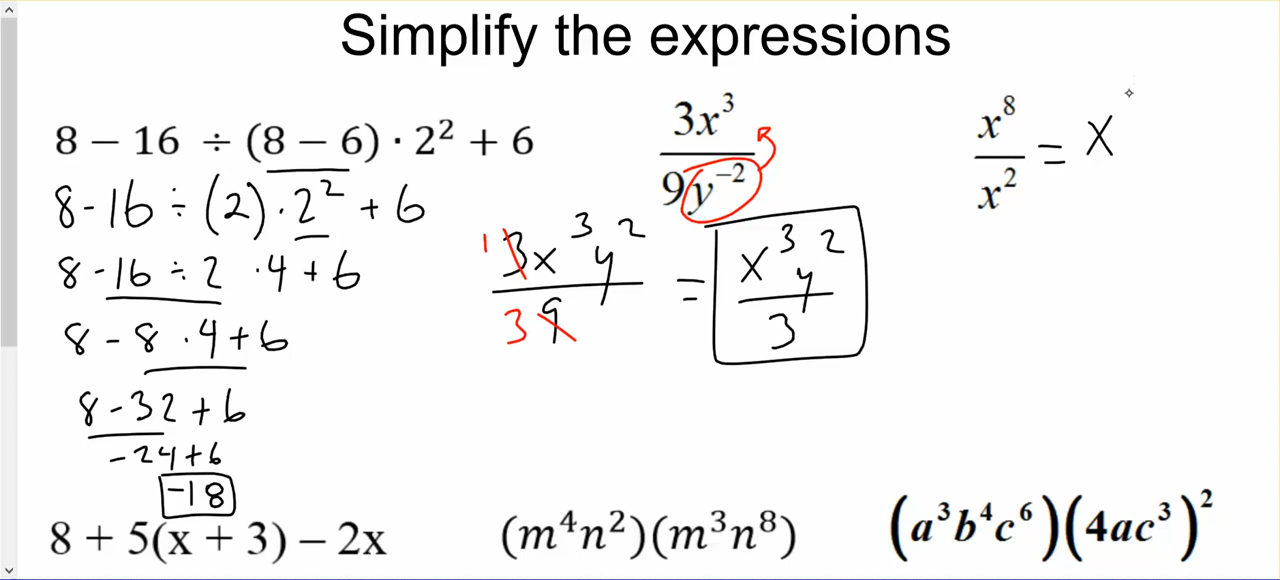 Simplify the expressions
8 − 16 ÷ (8 − 6) · 2² + 6
8 - 16 ÷ (2) · 2² + 6
8 - 16 ÷ 2 · 4 + 6
8 - 8 · 4 + 6
8 - 32 + 6
-24 + 6
-18
3x³
9y⁻²
1 3x³y²
3 9
=
x³y²
3
x⁸
x²
= x
8 + 5(x + 3) − 2x
(m⁴n²)(m³n⁸)
(a³b⁴c⁶)(4ac³)²